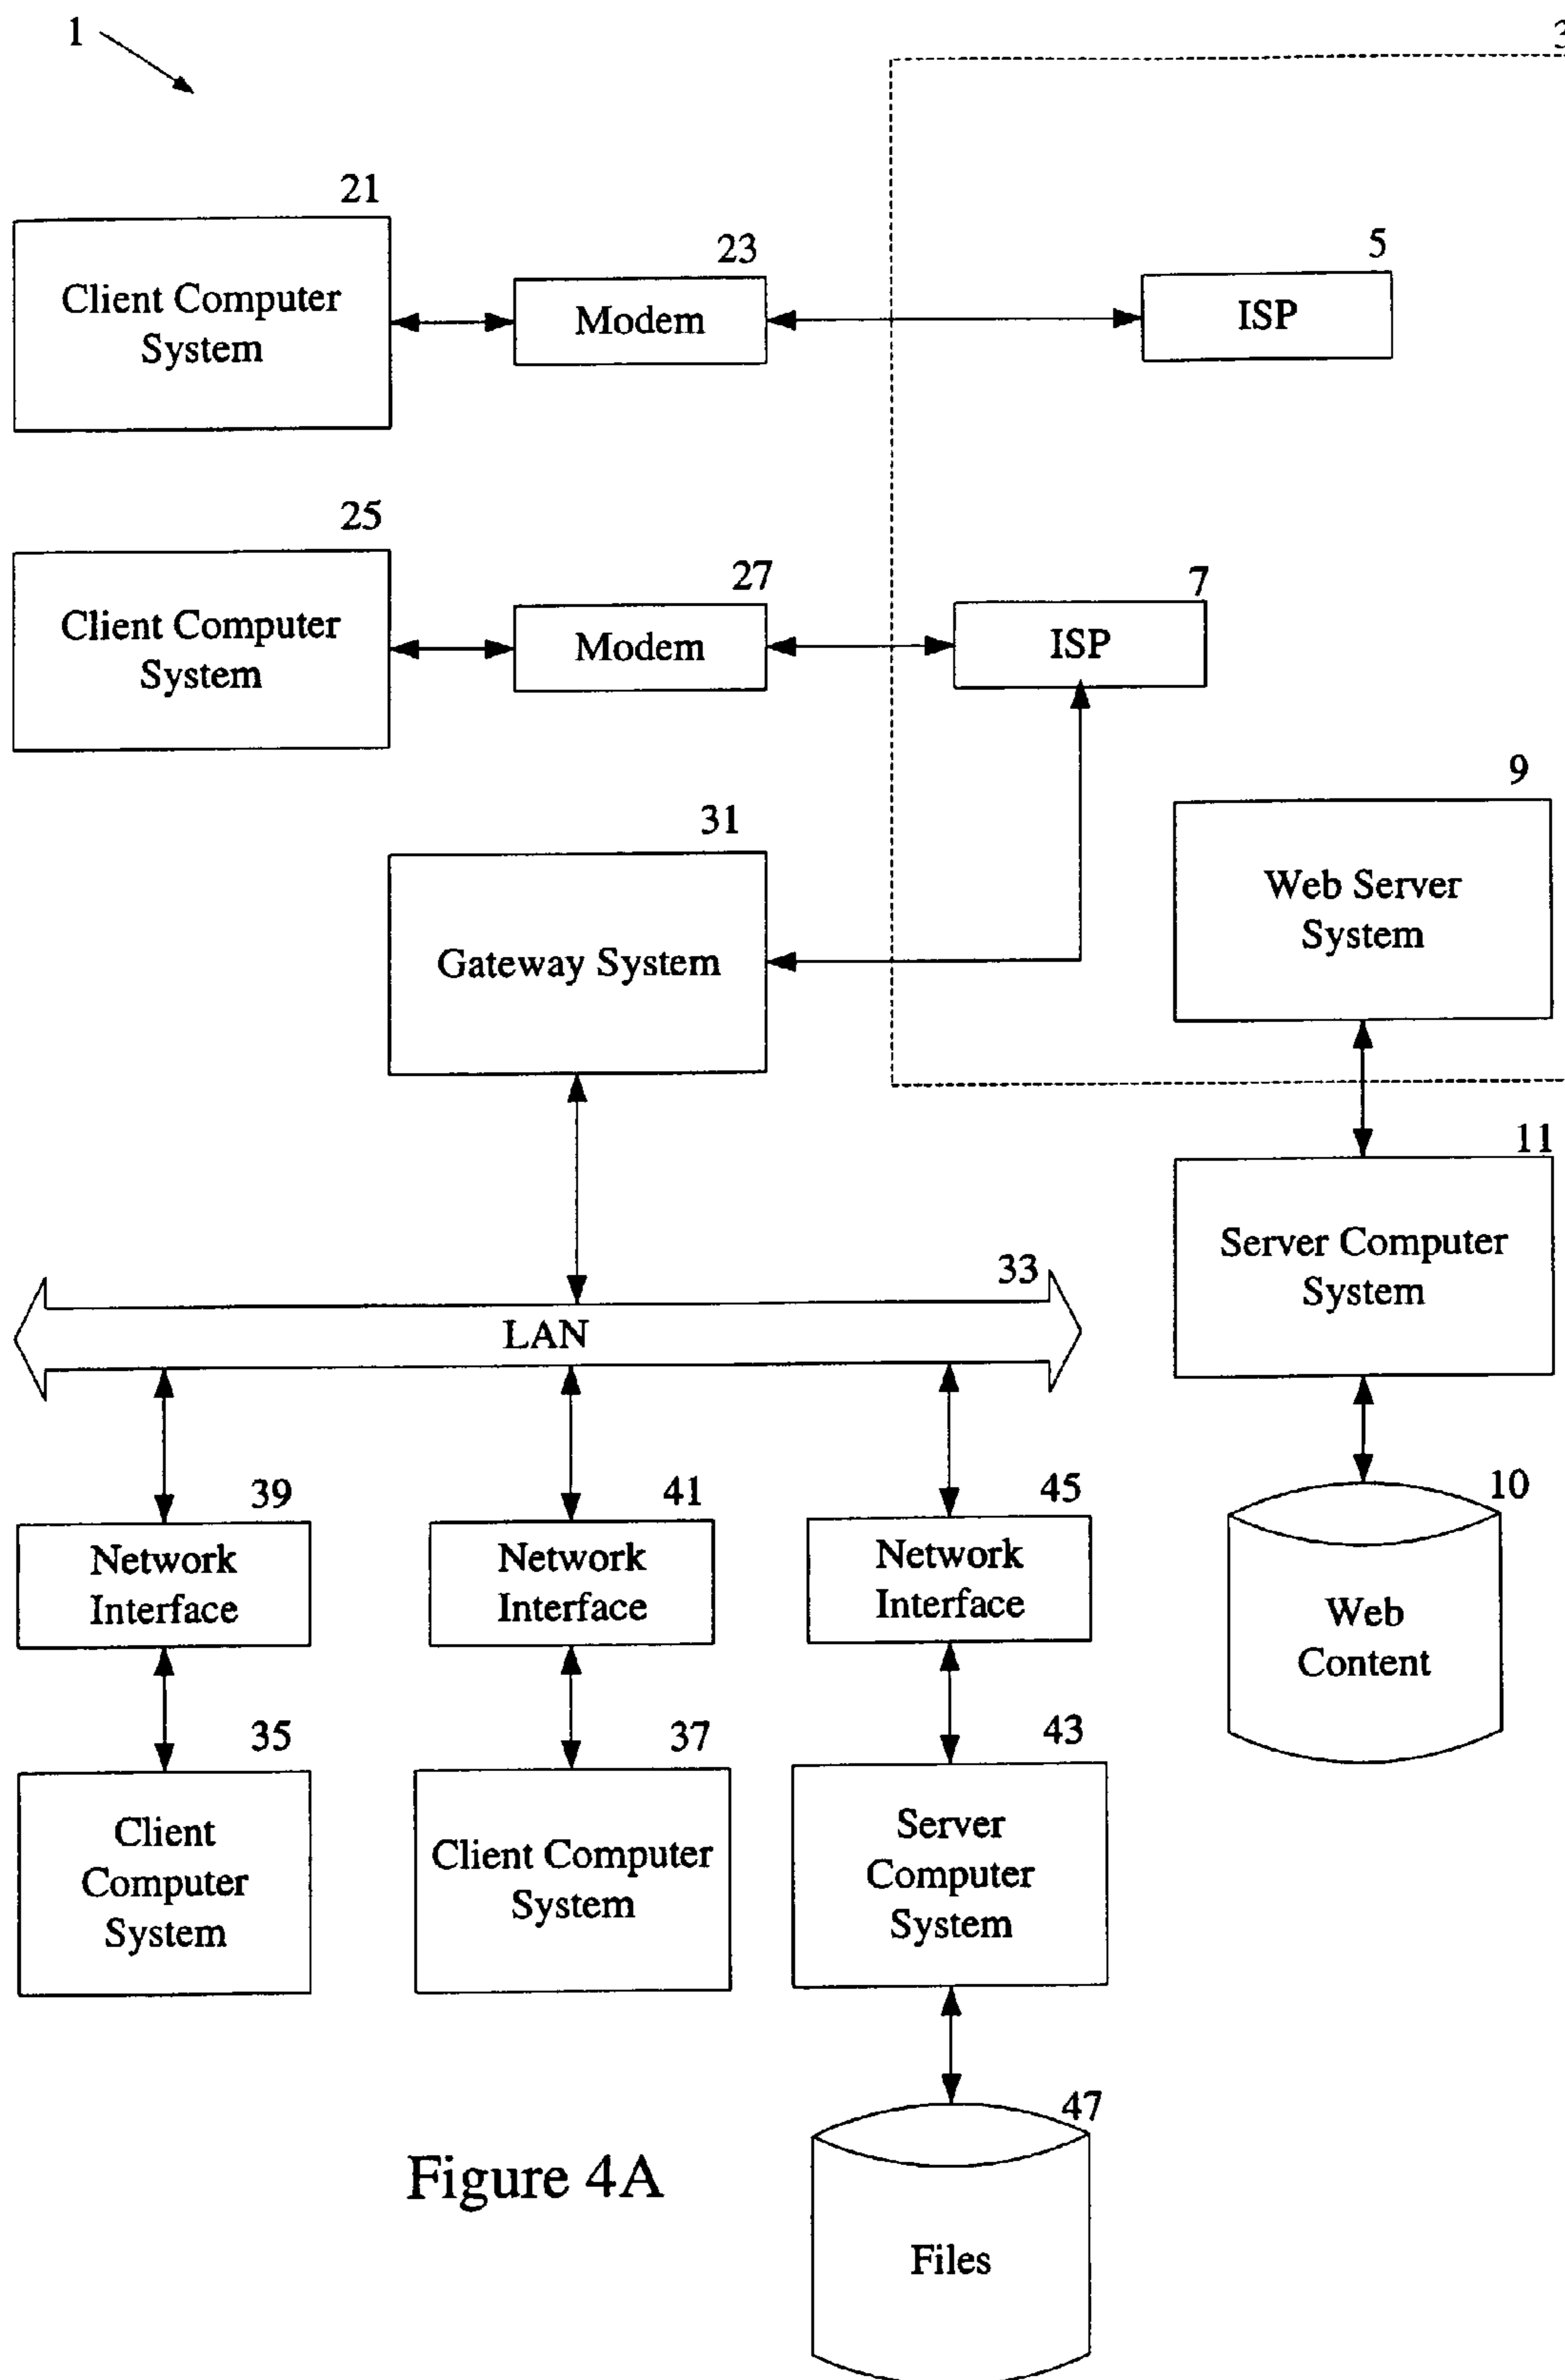 1
3
21
Client Computer
System
23
Modem
5
ISP
25
Client Computer
System
27
Modem
7
ISP
31
Gateway System
9
Web Server
System
11
Server Computer
System
33
LAN
10
Web
Content
39
Network
Interface
41
Network
Interface
45
Network
Interface
35
Client
Computer
System
37
Client Computer
System
43
Server
Computer
System
47
Files
Figure 4A